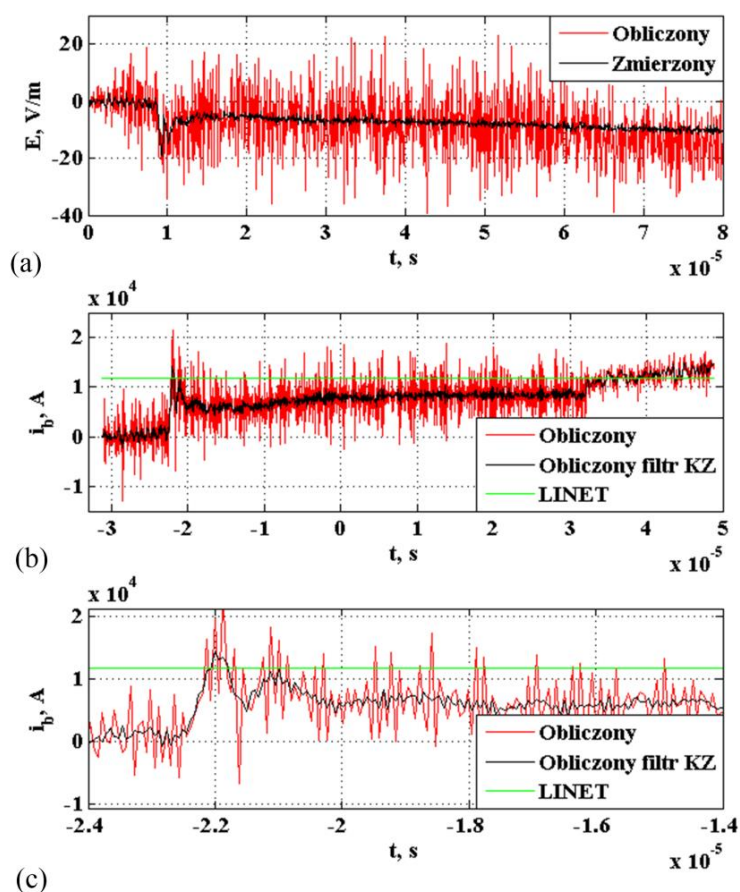 20
0
-20
-40
E, V/m
Obliczony
Zmierzony
0 1 2 3 4 5 6 7 8
t, s
x 10^-5
(a)
x 10^4
2
1
0
-1
i_b, A
Obliczony
Obliczony filtr KZ
LINET
-3 -2 -1 0 1 2 3 4 5
t, s
x 10^-5
(b)
x 10^4
2
1
0
-1
i_b, A
Obliczony
Obliczony filtr KZ
LINET
-2.4 -2.2 -2 -1.8 -1.6 -1.4
t, s
x 10^-5
(c)